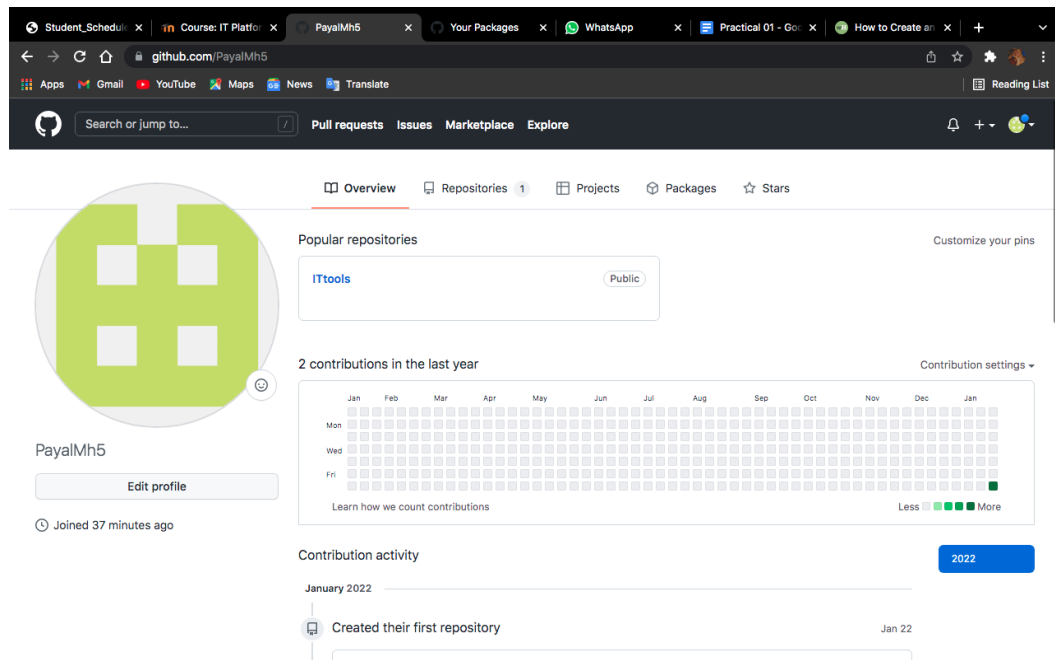 Student_Schedule
Course: IT Platfor
PayalMh5
Your Packages
WhatsApp
Practical 01 - Goo
How to Create an
github.com/PayalMh5
Apps
Gmail
YouTube
Maps
News
Translate
Reading List
Search or jump to...
/
Pull requests
Issues
Marketplace
Explore
Overview
Repositories 1
Projects
Packages
Stars
Popular repositories
Customize your pins
ITtools
Public
2 contributions in the last year
Contribution settings
Jan Feb Mar Apr May Jun Jul Aug Sep Oct Nov Dec Jan
Mon
Wed
Fri
Learn how we count contributions
Less
More
PayalMh5
Edit profile
Joined 37 minutes ago
Contribution activity
2022
January 2022
Created their first repository
Jan 22